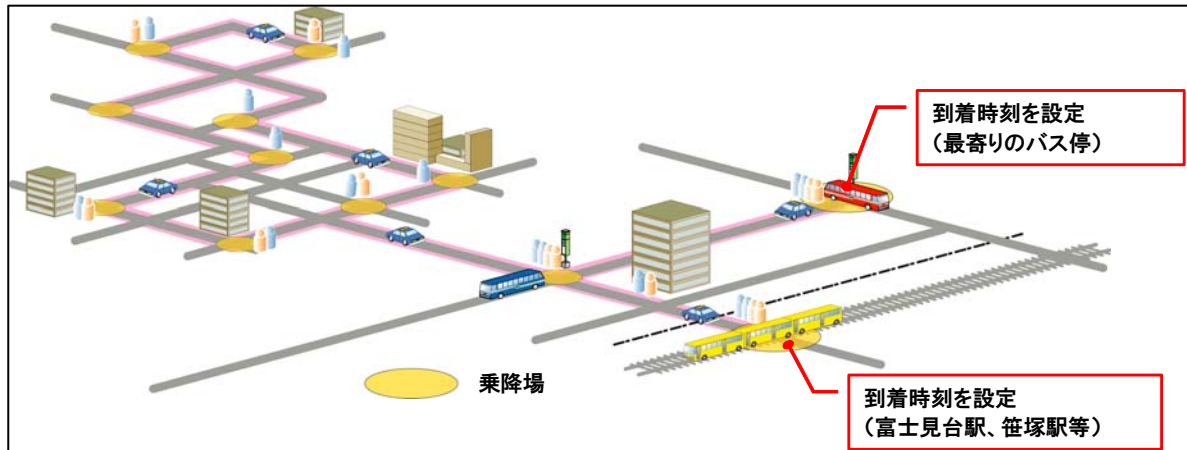 到着時刻を設定
（最寄りのバス停）
乗降場
到着時刻を設定
（富士見台駅、笹塚駅等）